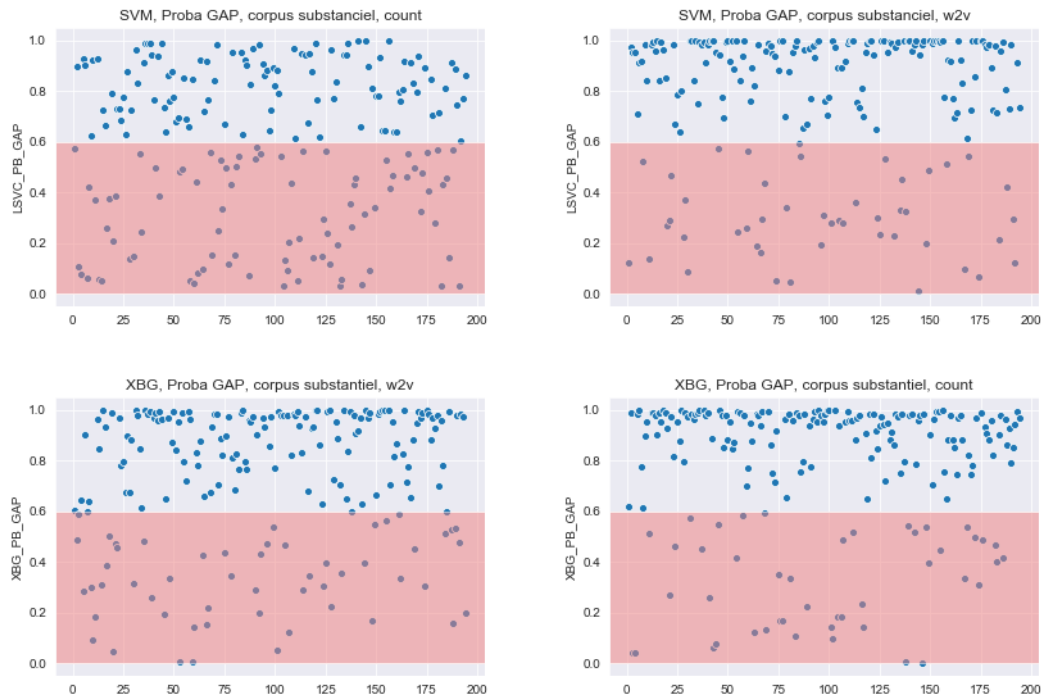 SVM, Proba GAP, corpus substanciel, count
LSVC_PB_GAP
1.0
0.8
0.6
0.4
0.2
0.0
0 25 50 75 100 125 150 175 200
SVM, Proba GAP, corpus substanciel, w2v
LSVC_PB_GAP
1.0
0.8
0.6
0.4
0.2
0.0
0 25 50 75 100 125 150 175 200
XBG, Proba GAP, corpus substantiel, w2v
XBG_PB_GAP
1.0
0.8
0.6
0.4
0.2
0.0
0 25 50 75 100 125 150 175 200
XBG, Proba GAP, corpus substantiel, count
XBG_PB_GAP
1.0
0.8
0.6
0.4
0.2
0.0
0 25 50 75 100 125 150 175 200